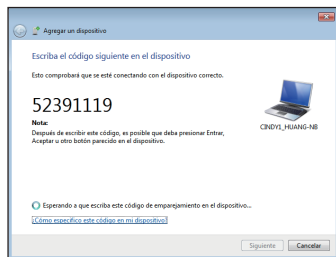 Agregar un dispositivo
Escriba el código siguiente en el dispositivo
Esto comprobará que se esté conectando con el dispositivo correcto.
52391119
Nota:
Después de escribir este código, es posible que deba presionar Entrar,
Aceptar u otro botón parecido en el dispositivo.
CINDY1_HUANG-NB
Esperando a que escriba este código de emparejamiento en el dispositivo...
¿Cómo especifico este código en mi dispositivo?
Siguiente
Cancelar